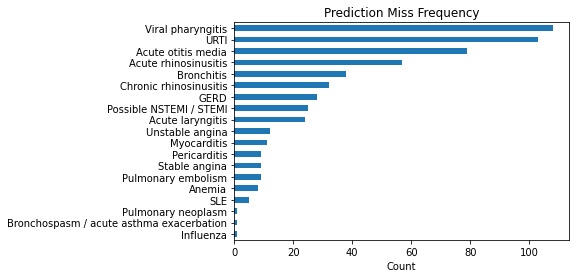 Prediction Miss Frequency
Viral pharyngitis
URTI
Acute otitis media
Acute rhinosinusitis
Bronchitis
Chronic rhinosinusitis
GERD
Possible NSTEMI / STEMI
Acute laryngitis
Unstable angina
Myocarditis
Pericarditis
Stable angina
Pulmonary embolism
Anemia
SLE
Pulmonary neoplasm
Bronchospasm / acute asthma exacerbation
Influenza
0 20 40 60 80 100
Count